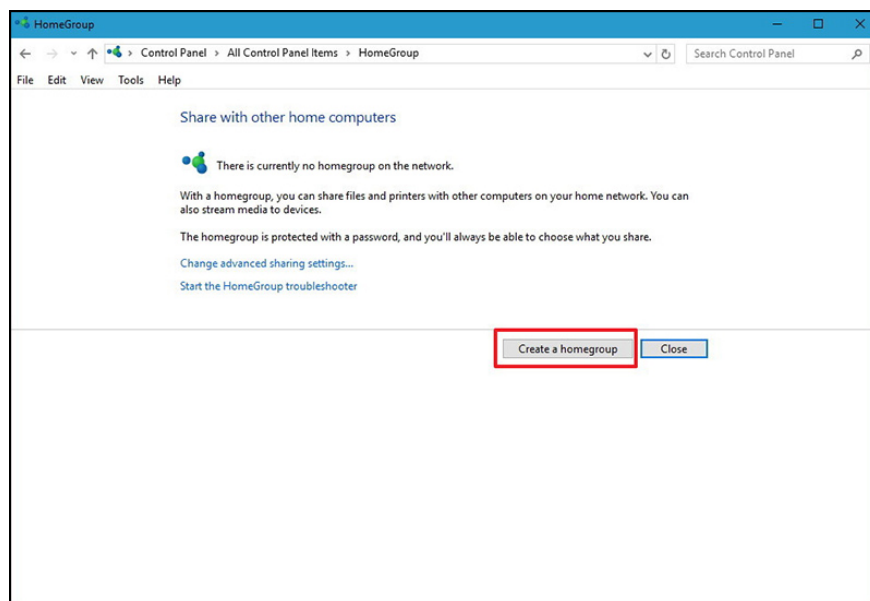 HomeGroup
Control Panel > All Control Panel Items > HomeGroup
Search Control Panel
File Edit View Tools Help
Share with other home computers
There is currently no homegroup on the network.
With a homegroup, you can share files and printers with other computers on your home network. You can
also stream media to devices.
The homegroup is protected with a password, and you'll always be able to choose what you share.
Change advanced sharing settings...
Start the HomeGroup troubleshooter
Create a homegroup
Close